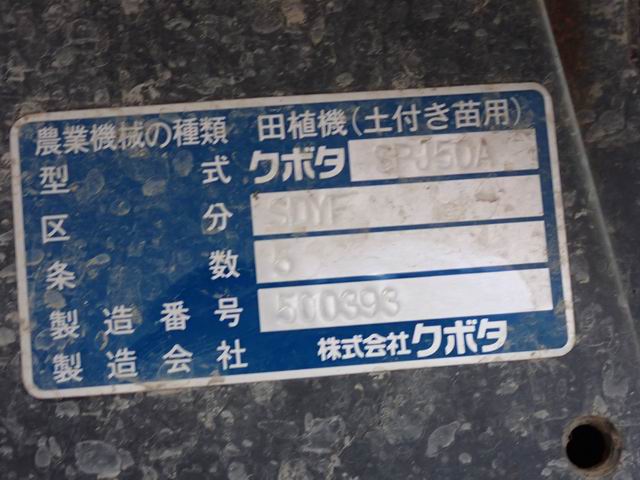 農業機械の種類 田植機(土付き苗用)
型式 クボタ SPJ50A
区分 SDYF
条数 5
製造番号 500393
製造会社 株式会社クボタ